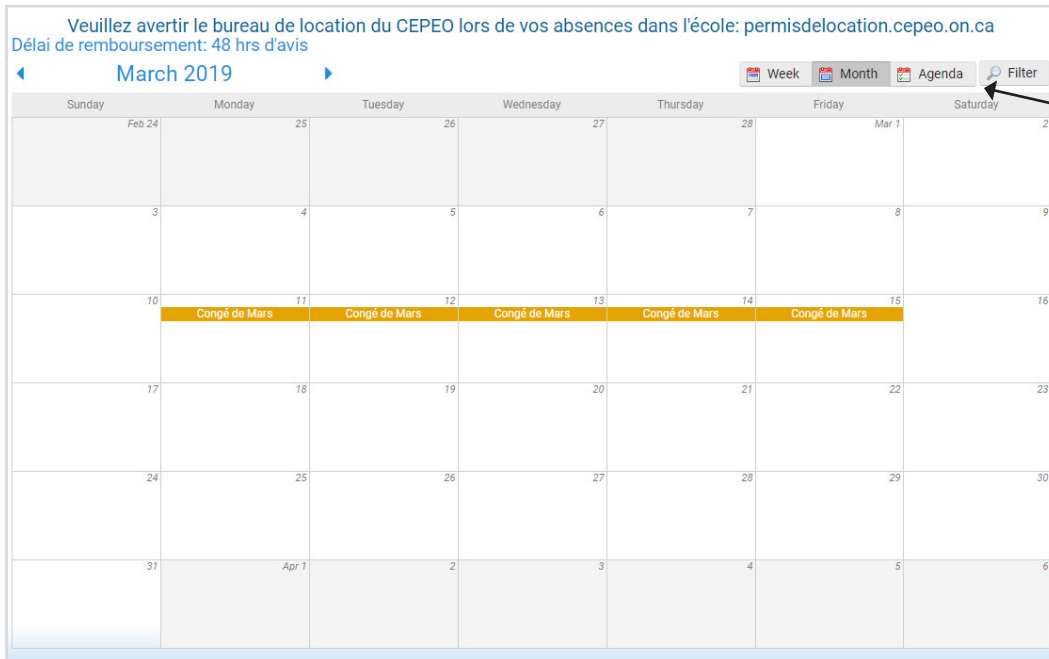 Veuillez avertir le bureau de location du CEPEO lors de vos absences dans l'école: permisdelocation.cepeo.on.ca
Délai de remboursement: 48 hrs d'avis
March 2019
Week Month Agenda Filter
Sunday Monday Tuesday Wednesday Thursday Friday Saturday
Feb 24 25 26 27 28 Mar 1 2
3 4 5 6 7 8 9
10 11 12 13 14 15 16
Congé de Mars Congé de Mars Congé de Mars Congé de Mars Congé de Mars
17 18 19 20 21 22 23
24 25 26 27 28 29 30
31 Apr 1 2 3 4 5 6